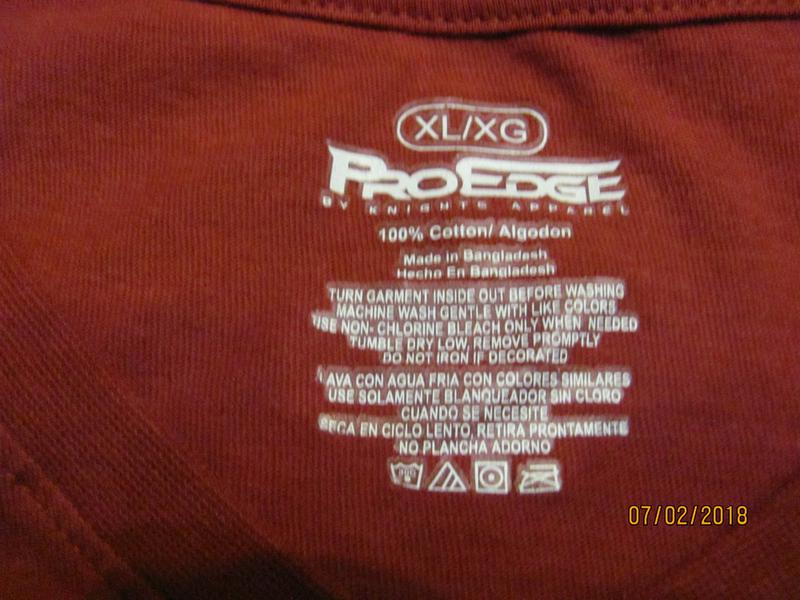 XL/XG
PROEDGE
BY KNIGHTS APPAREL
100% Cotton/ Algodon
Made in Bangladesh
Hecho En Bangladesh
TURN GARMENT INSIDE OUT BEFORE WASHING
MACHINE WASH GENTLE WITH LIKE COLORS
USE NON- CHLORINE BLEACH ONLY WHEN NEEDED
TUMBLE DRY LOW, REMOVE PROMPTLY
DO NOT IRON IF DECORATED
LAVA CON AGUA FRIA CON COLORES SIMILARES
USE SOLAMENTE BLANQUEADOR SIN CLORO
CUANDO SE NECESITE
SECA EN CICLO LENTO, RETIRA PRONTAMENTE
NO PLANCHA ADORNO
07/02/2018